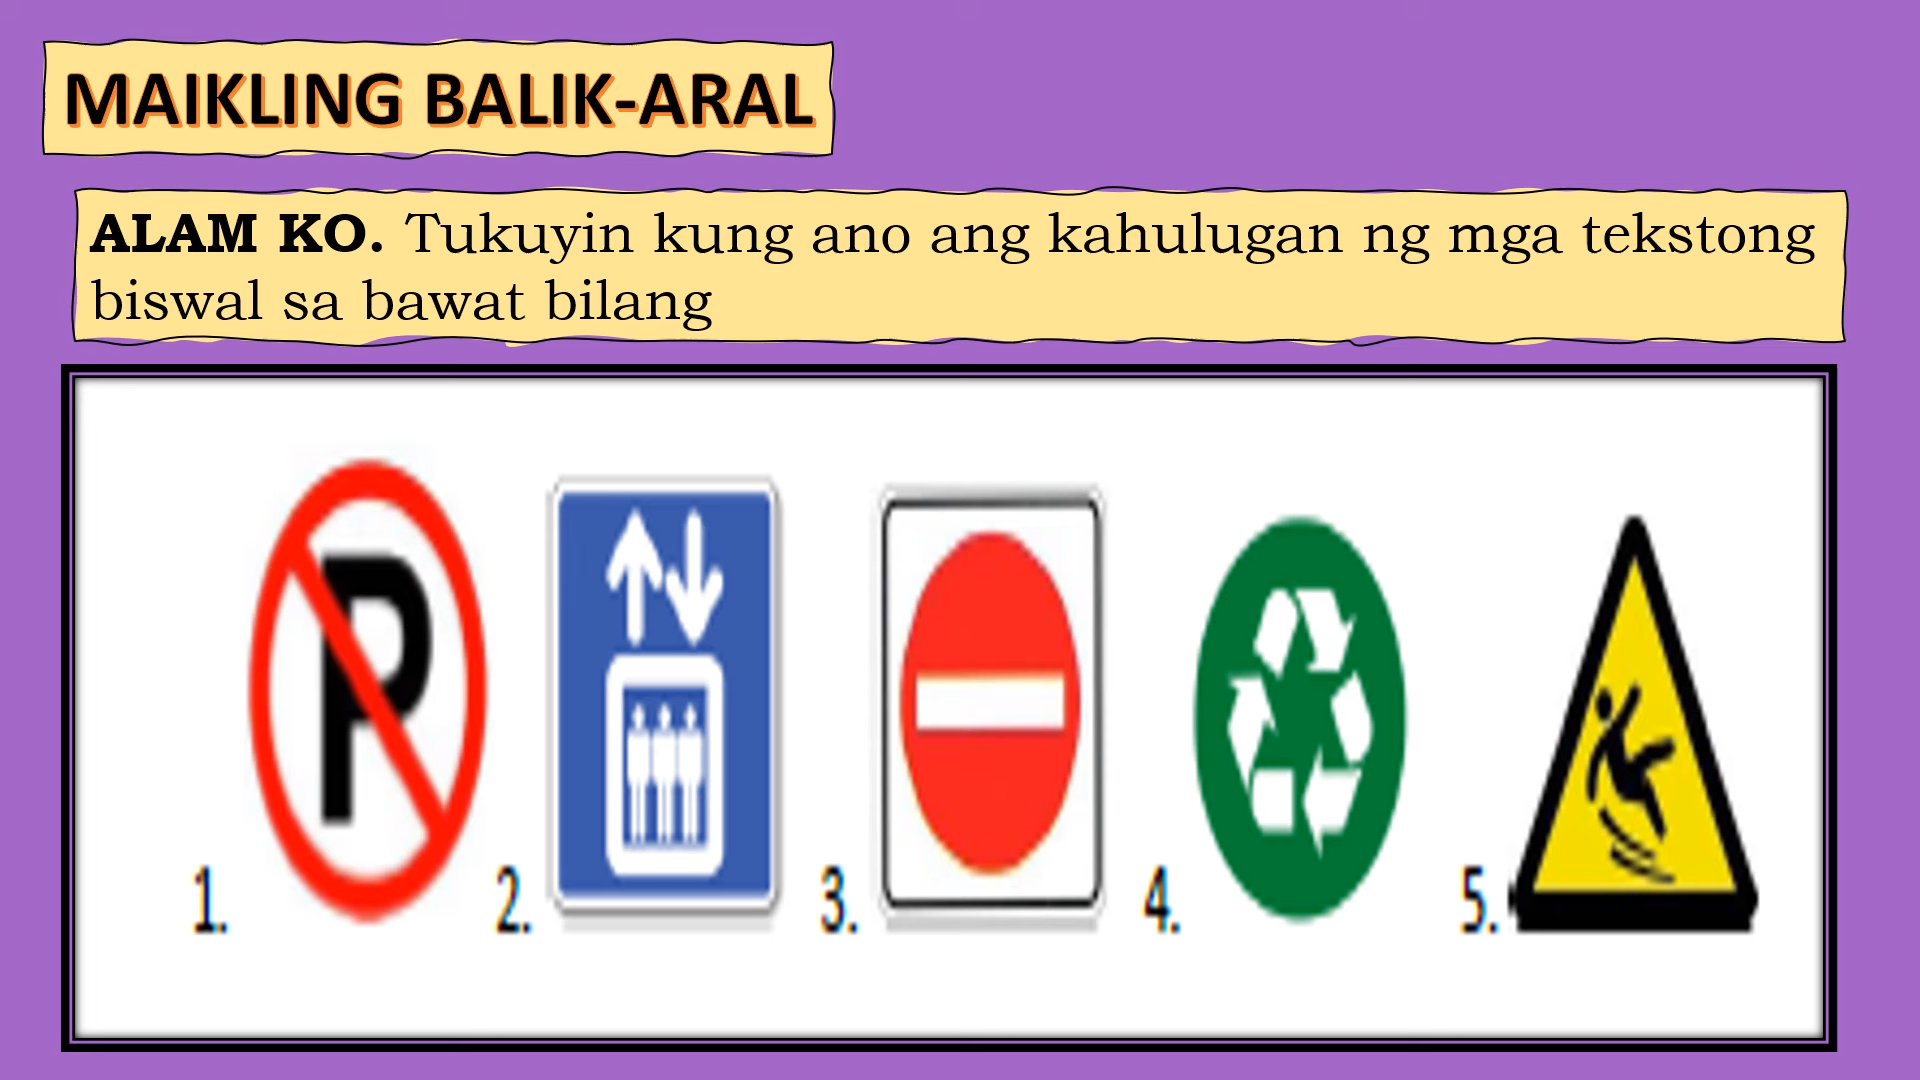 MAIKLING BALIK-ARAL
ALAM KO. Tukuyin kung ano ang kahulugan ng mga tekstong
biswal sa bawat bilang
P
1. 2. 3. 4. 5.